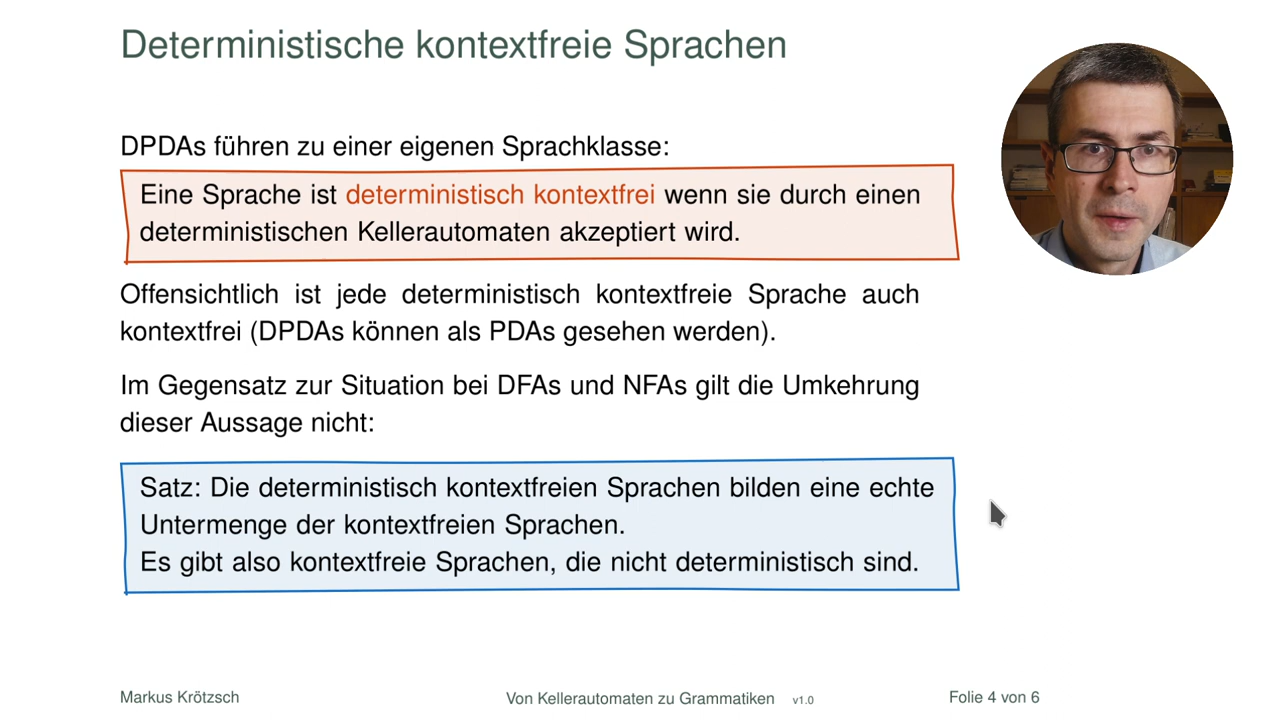 Deterministische kontextfreie Sprachen
DPDAs führen zu einer eigenen Sprachklasse:
Eine Sprache ist deterministisch kontextfrei wenn sie durch einen
deterministischen Kellerautomaten akzeptiert wird.
Offensichtlich ist jede deterministisch kontextfreie Sprache auch
kontextfrei (DPDAs können als PDAs gesehen werden).
Im Gegensatz zur Situation bei DFAs und NFAs gilt die Umkehrung
dieser Aussage nicht:
Satz: Die deterministisch kontextfreien Sprachen bilden eine echte
Untermenge der kontextfreien Sprachen.
Es gibt also kontextfreie Sprachen, die nicht deterministisch sind.
Markus Krötzsch Von Kellerautomaten zu Grammatiken v1.0 Folie 4 von 6